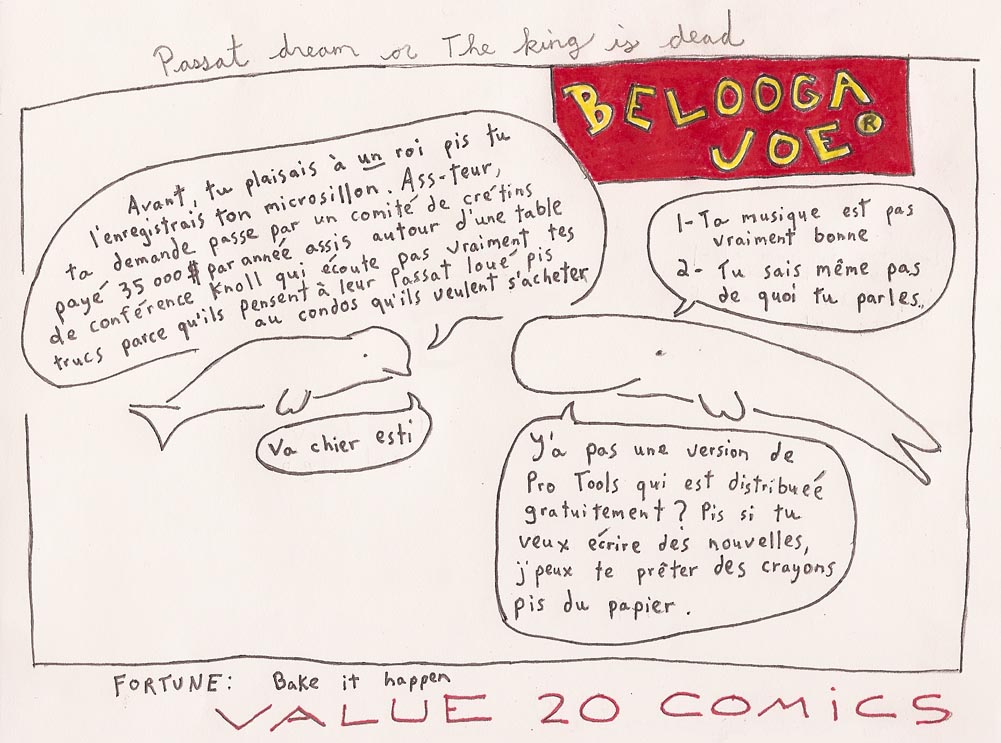 Passat dream or The king is dead
BELOOGA
JOE®
Avant, tu plaisais à un roi pis tu
l'enregistrais ton microsillon. Ass-teur,
ta demande passe par un comité de crétins
payé 35 000$ par année assis autour d'une table
de conférence Knoll qui écoute pas vraiment tes
trucs parce qu'ils pensent à leur Passat loué pis
au condos qu'ils veulent s'acheter
1- Ta musique est pas
vraiment bonne
2- Tu sais même pas
de quoi tu parles..
Va chier esti
Y'a pas une version de
Pro Tools qui est distribueé
gratuitement? Pis si tu
veux écrire des nouvelles,
j'peux te prêter des crayons
pis du papier.
FORTUNE: Bake it happen
VALUE 20 COMiCS